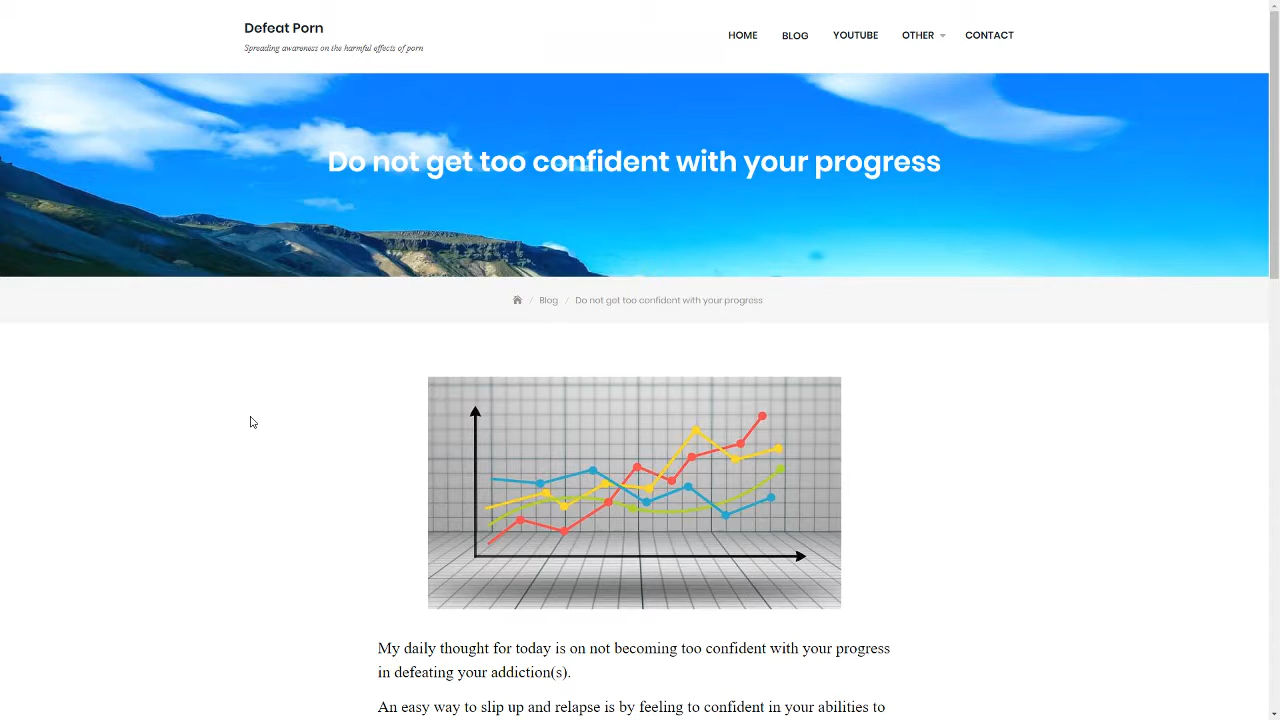 Defeat Porn
Spreading awareness on the harmful effects of porn
HOME BLOG YOUTUBE OTHER CONTACT
Do not get too confident with your progress
/ Blog / Do not get too confident with your progress
My daily thought for today is on not becoming too confident with your progress
in defeating your addiction(s).
An easy way to slip up and relapse is by feeling to confident in your abilities to